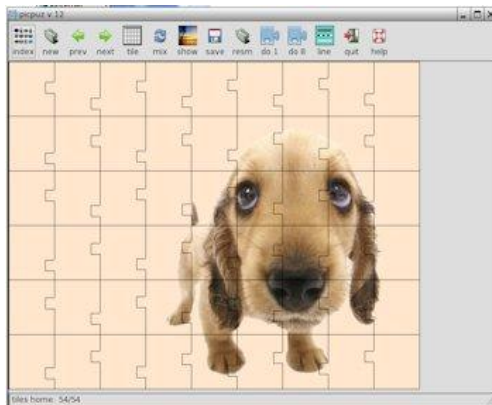 picpuz v.12
index new prev next tile mix show save resm do 1 do 8 line quit help
tiles home 54/54